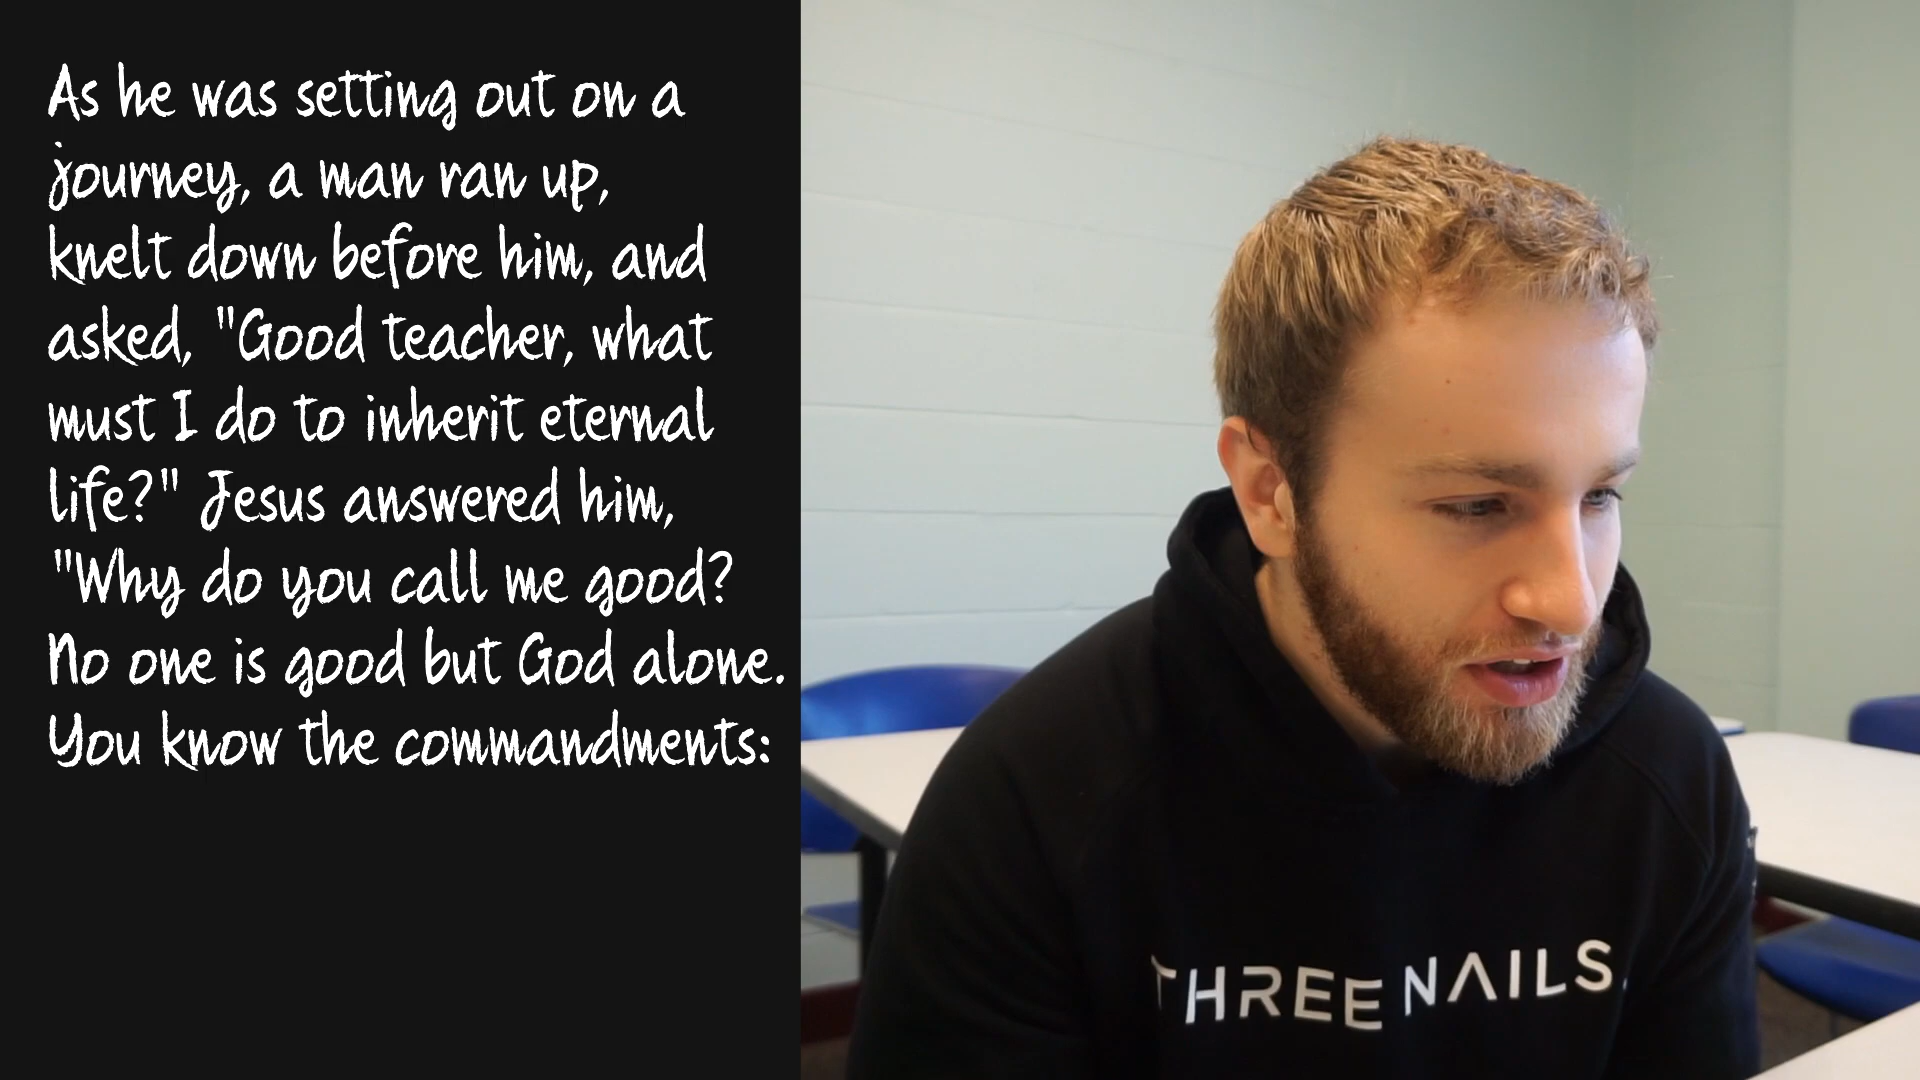 As he was setting out on a
journey, a man ran up,
knelt down before him, and
asked, "Good teacher, what
must I do to inherit eternal
life?" Jesus answered him,
"Why do you call me good?
No one is good but God alone.
You know the commandments:
THREE NAILS.